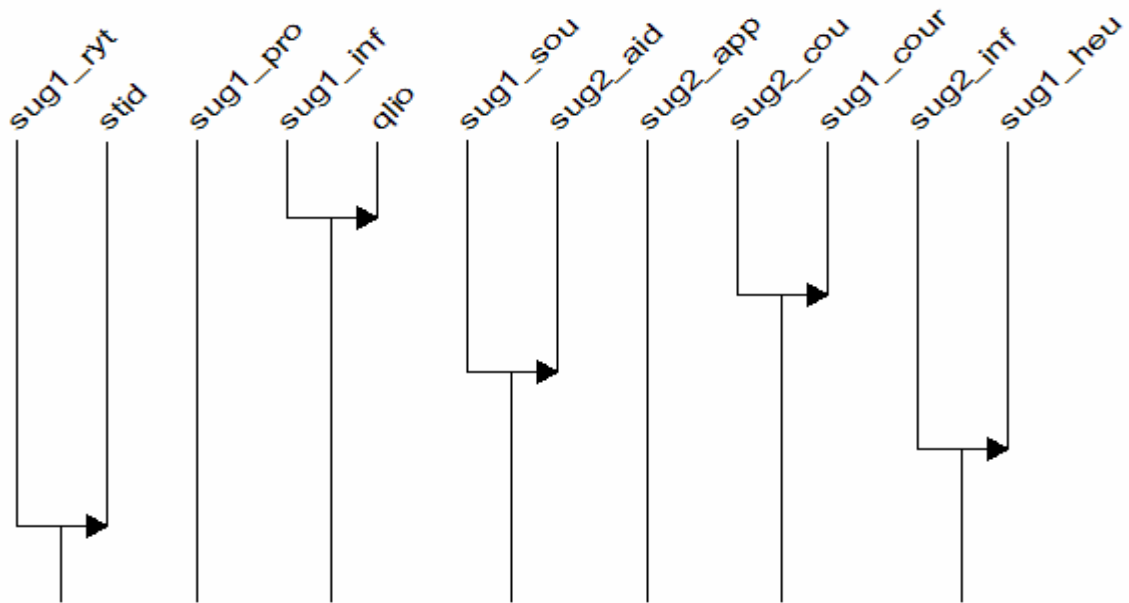 sug1_ryt
stid
sug1_pro
sug1_inf
qlio
sug1_sou
sug2_aid
sug2_app
sug2_cou
sug1_cour
sug2_inf
sug1_heu